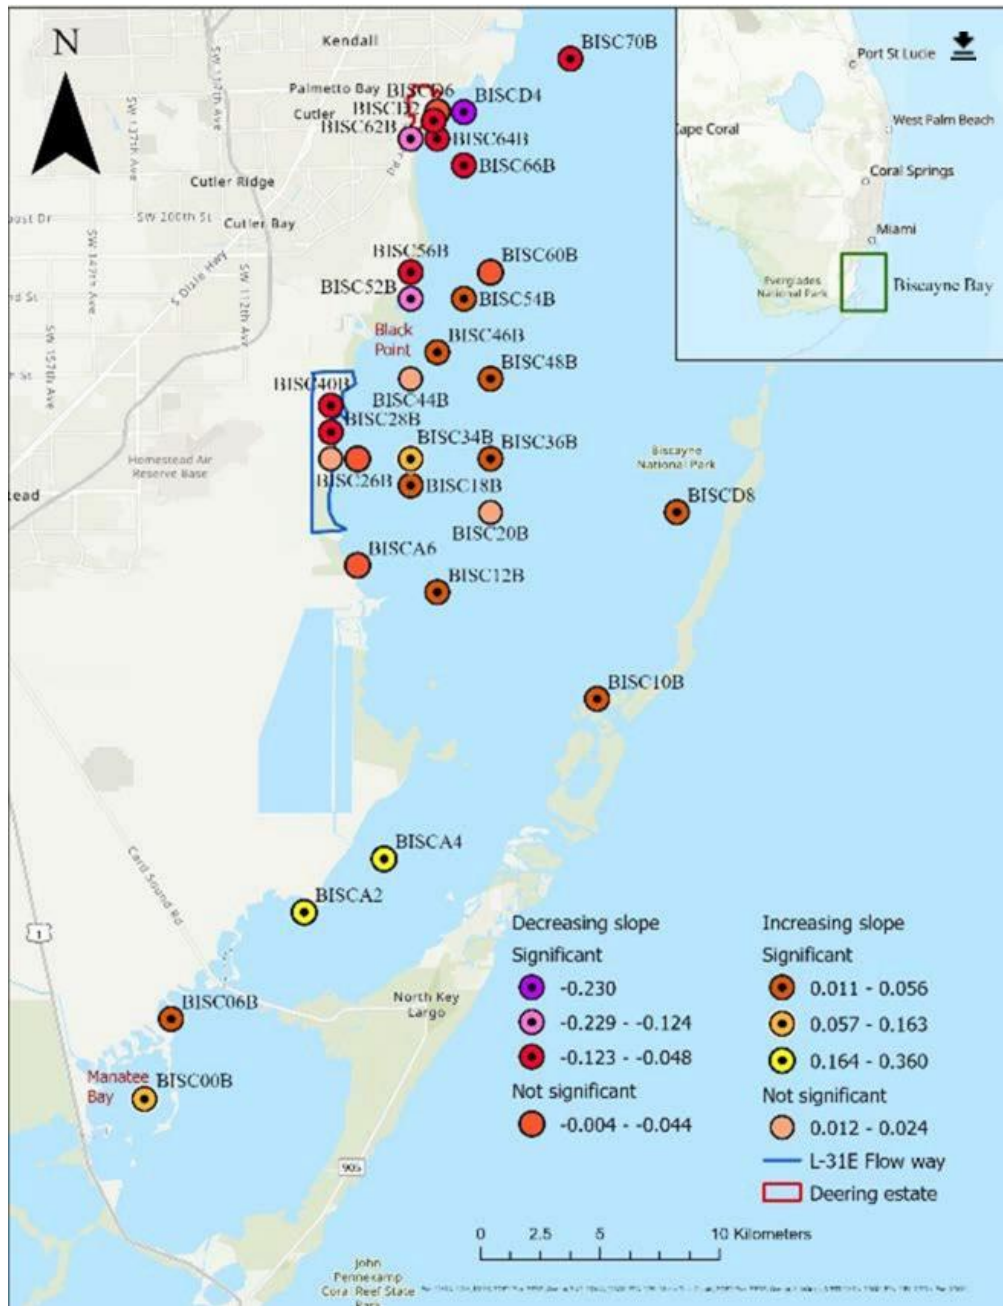 N
Kendall
BISC70B
Port St Lucie
West Palm Beach
Cape Coral
Coral Springs
Miami
Everglades
National Park
Biscayne Bay
Palmetto Bay
BISCD6
BISCD4
BISCD2
Cutler
BISC62B
BISC64B
BISC66B
SW 137th Ave
Cutler Ridge
SW 200th St
Cutler Bay
S Dixie Hwy
SW 147th Ave
SW 112th Ave
SW 157th Ave
BISC56B
BISC60B
BISC52B
BISC54B
Black
Point
BISC46B
BISC48B
BISC40B
BISC44B
BISC28B
BISC34B
BISC36B
Homestead Air
Reserve Base
BISC26B
BISC18B
BISC20B
Biscayne
National Park
BISCD8
BISCA6
BISC12B
BISC10B
BISCA4
BISCA2
Card Sound Rd
1
BISC06B
North Key
Largo
Manatee
Bay
BISC00B
905
John
Pennekamp
Coral Reef State
Decreasing slope
Significant
-0.230
-0.229 - -0.124
-0.123 - -0.048
Not significant
-0.004 - -0.044
Increasing slope
Significant
0.011 - 0.056
0.057 - 0.163
0.164 - 0.360
Not significant
0.012 - 0.024
L-31E Flow way
Deering estate
0 2.5 5 10 Kilometers